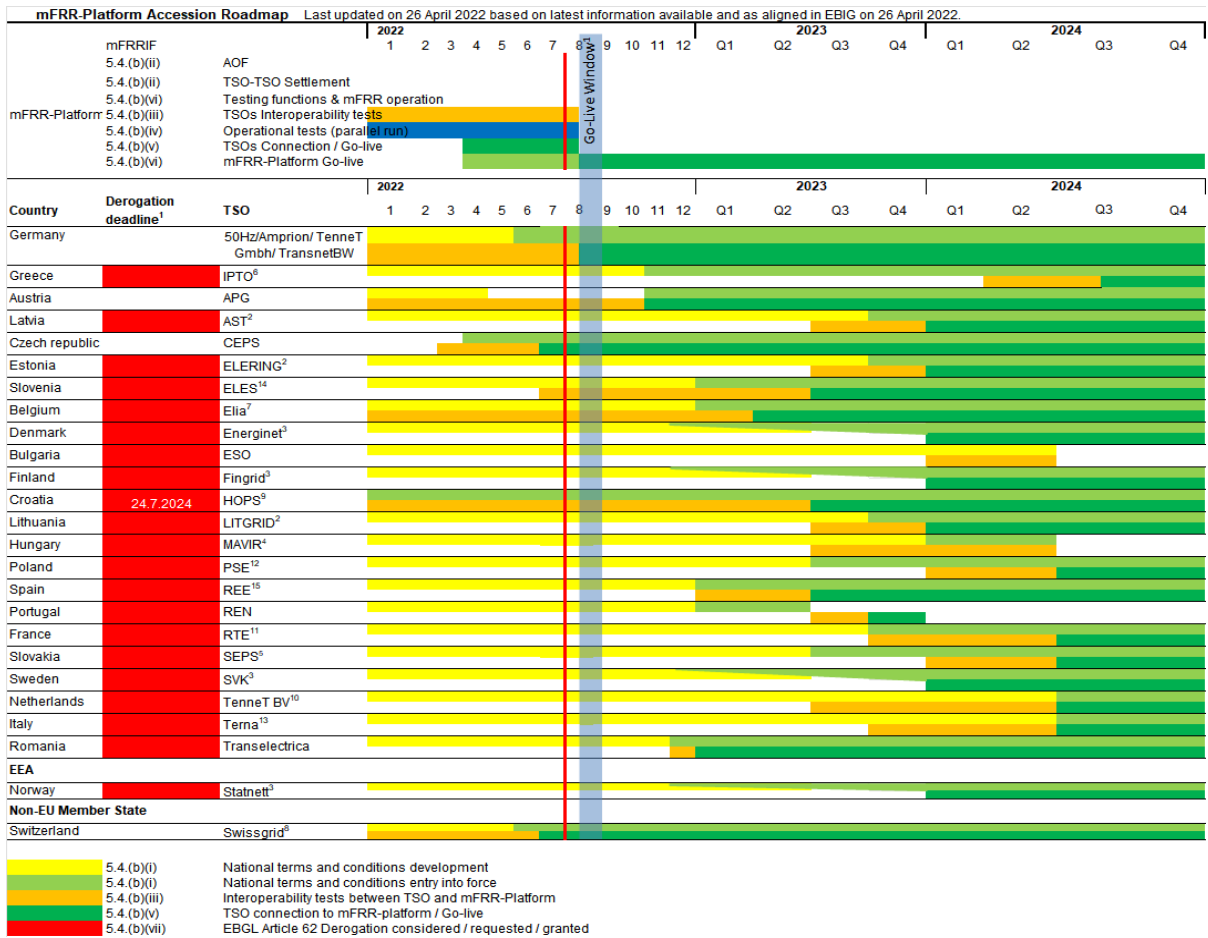 mFRR-Platform Accession Roadmap Last updated on 26 April 2022 based on latest information available and as aligned in EBIG on 26 April 2022.
2022 2023 2024
mFRRIF 1 2 3 4 5 6 7 8 9 10 11 12 Q1 Q2 Q3 Q4 Q1 Q2 Q3 Q4
Go-Live Window¹
5.4.(b)(ii) AOF
5.4.(b)(ii) TSO-TSO Settlement
5.4.(b)(vi) Testing functions & mFRR operation
mFRR-Platform 5.4.(b)(iii) TSOs Interoperability tests
5.4.(b)(iv) Operational tests (parallel run)
5.4.(b)(v) TSOs Connection / Go-live
5.4.(b)(vi) mFRR-Platform Go-live
2022 2023 2024
Country Derogation deadline¹ TSO 1 2 3 4 5 6 7 8 9 10 11 12 Q1 Q2 Q3 Q4 Q1 Q2 Q3 Q4
Germany 50Hz/Amprion/ TenneT
Gmbh/ TransnetBW
Greece IPTO⁶
Austria APG
Latvia AST²
Czech republic CEPS
Estonia ELERING²
Slovenia ELES¹⁴
Belgium Elia⁷
Denmark Energinet³
Bulgaria ESO
Finland Fingrid³
Croatia 24.7.2024 HOPS⁹
Lithuania LITGRID²
Hungary MAVIR⁴
Poland PSE¹²
Spain REE¹⁵
Portugal REN
France RTE¹¹
Slovakia SEPS⁵
Sweden SVK³
Netherlands TenneT BV¹⁰
Italy Terna¹³
Romania Transelectrica
EEA
Norway Statnett³
Non-EU Member State
Switzerland Swissgrid⁸
5.4.(b)(i) National terms and conditions development
5.4.(b)(i) National terms and conditions entry into force
5.4.(b)(iii) Interoperability tests between TSO and mFRR-Platform
5.4.(b)(v) TSO connection to mFRR-platform / Go-live
5.4.(b)(vii) EBGL Article 62 Derogation considered / requested / granted